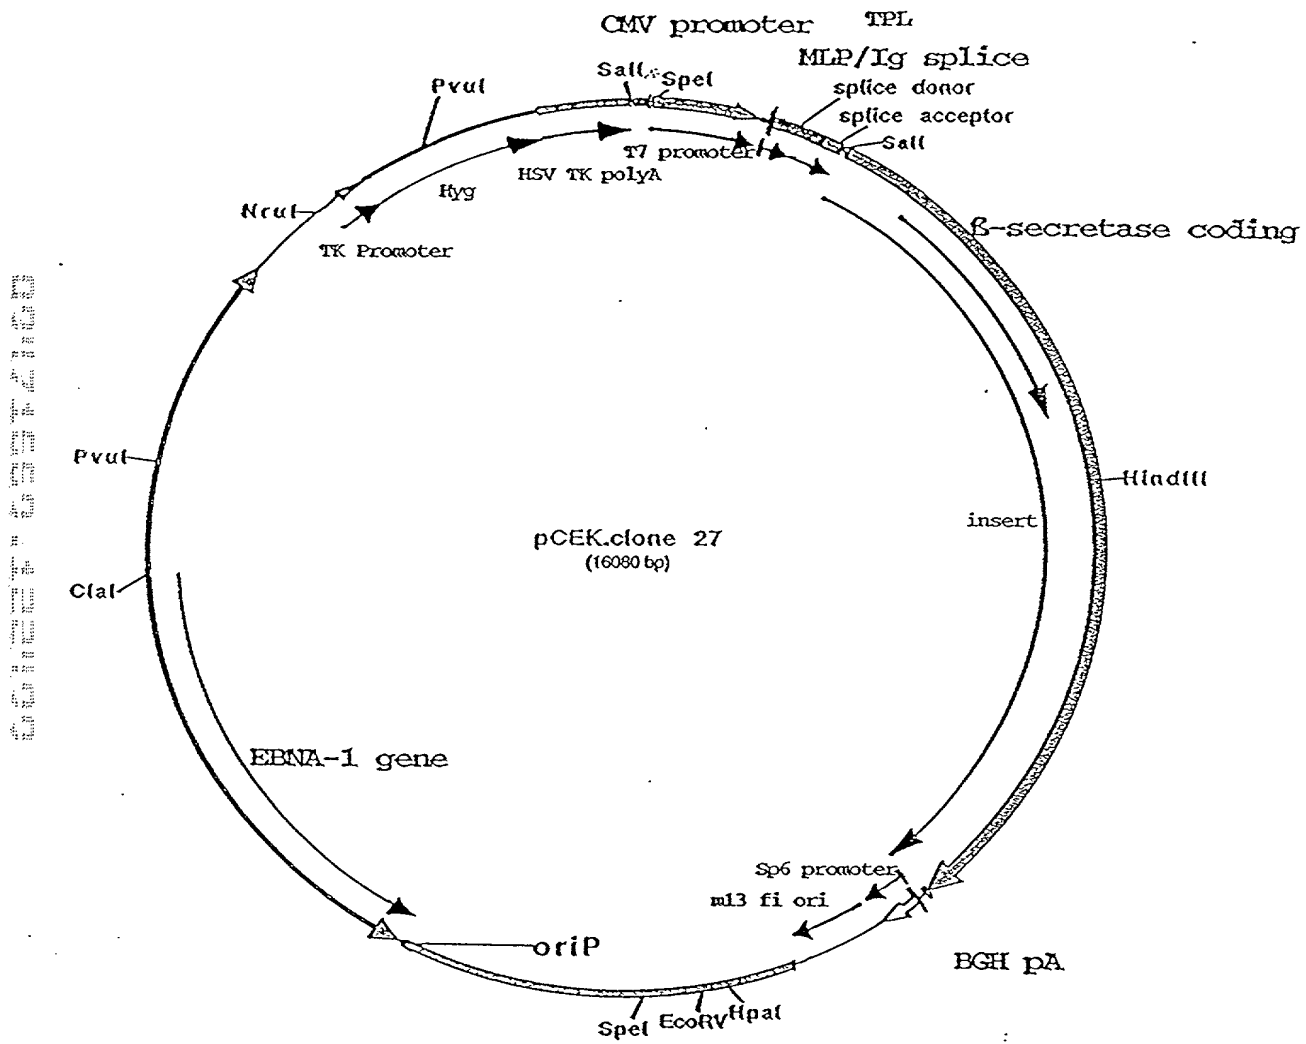 CMV promoter
TPL
MLP/Ig splice
SalI
SpeI
splice donor
splice acceptor
SalI
PvuI
T7 promoter
HSV TK polyA
Hyg
NruI
TK Promoter
ß-secretase coding
PvuI
HindIII
insert
pCEK.clone 27
(16080 bp)
ClaI
EBNA-1 gene
Sp6 promoter
m13 fi ori
oriP
BGH pA
SpeI
EcoRV
HpaI